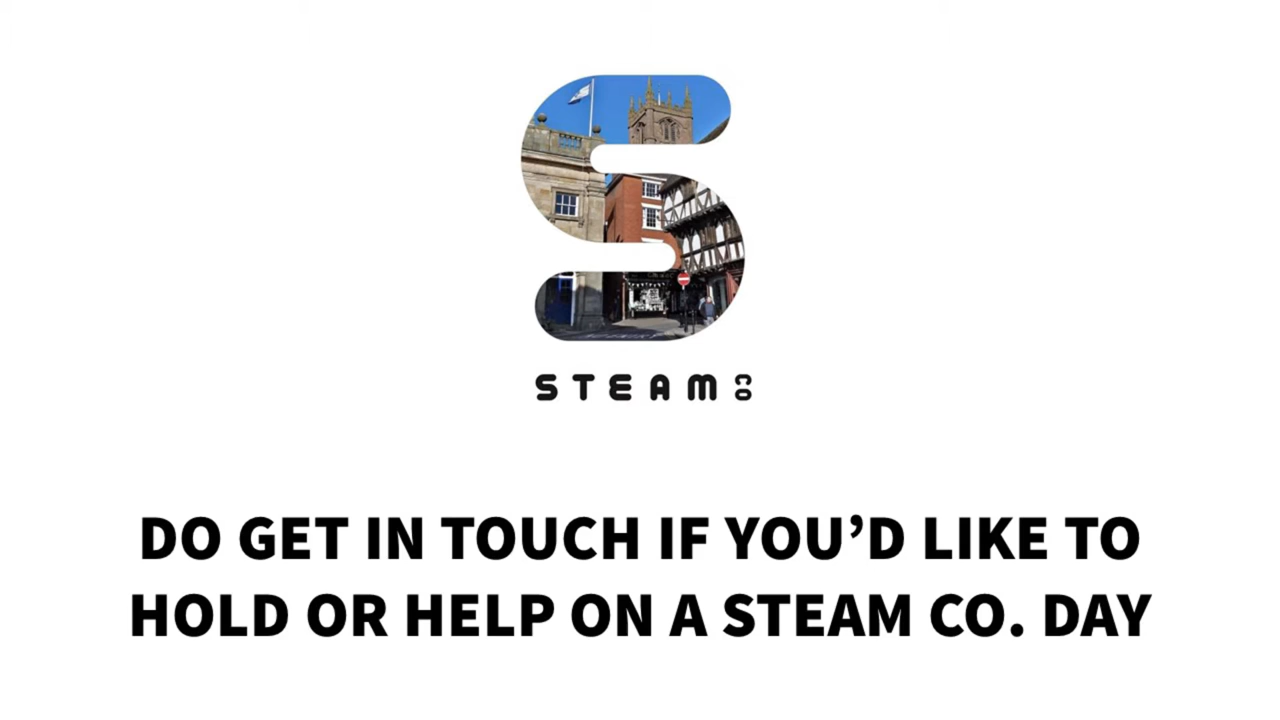 STEAM CO
DO GET IN TOUCH IF YOU’D LIKE TO
HOLD OR HELP ON A STEAM CO. DAY